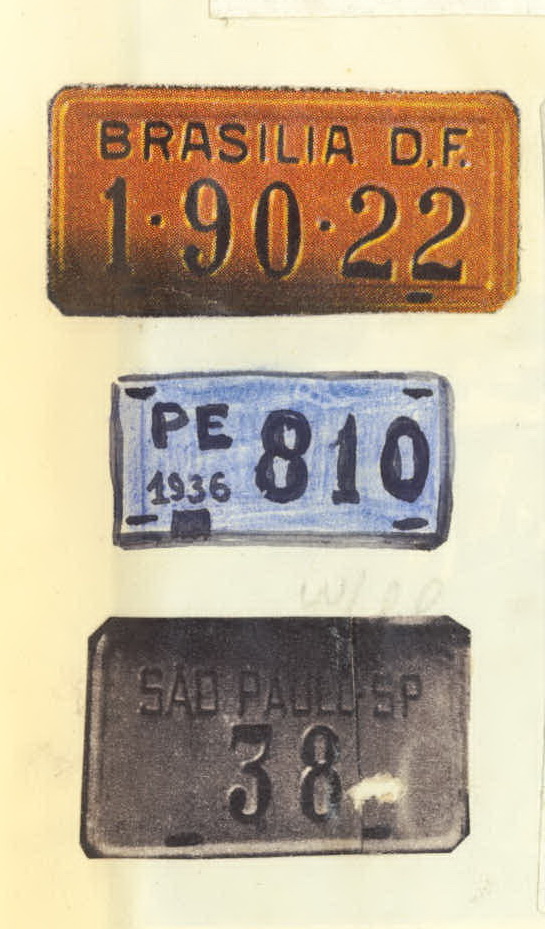 BRASILIA D.F.
1·90·22
PE 810
1936
SÃO PAULO-SP
38